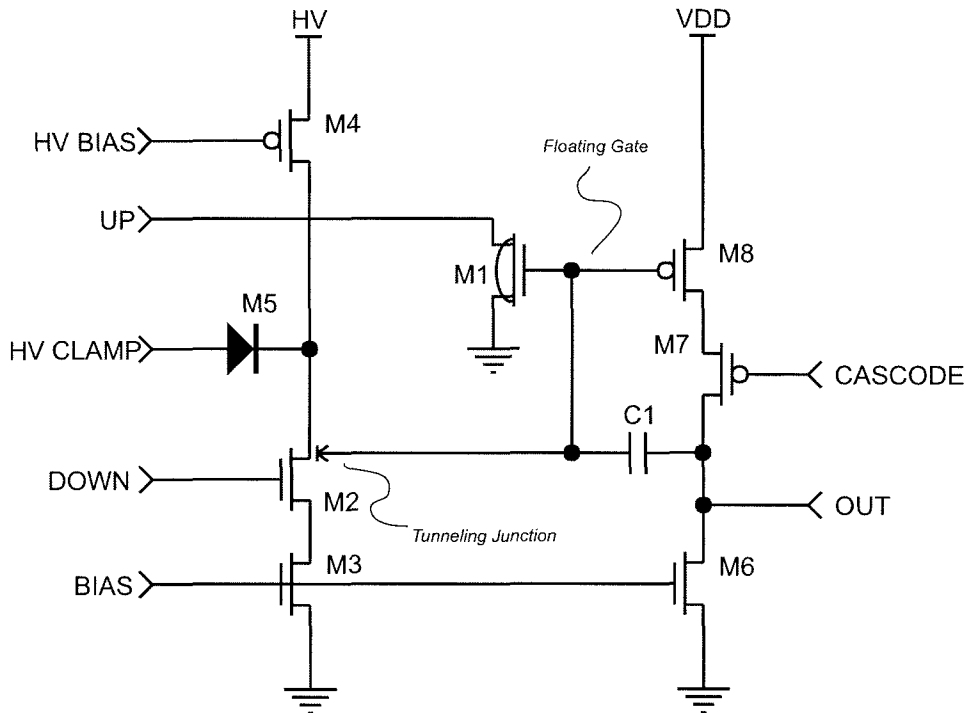 HV
VDD
HV BIAS
M4
Floating Gate
UP
M1
M8
M5
M7
HV CLAMP
CASCODE
C1
DOWN
M2
OUT
Tunneling Junction
BIAS
M3
M6